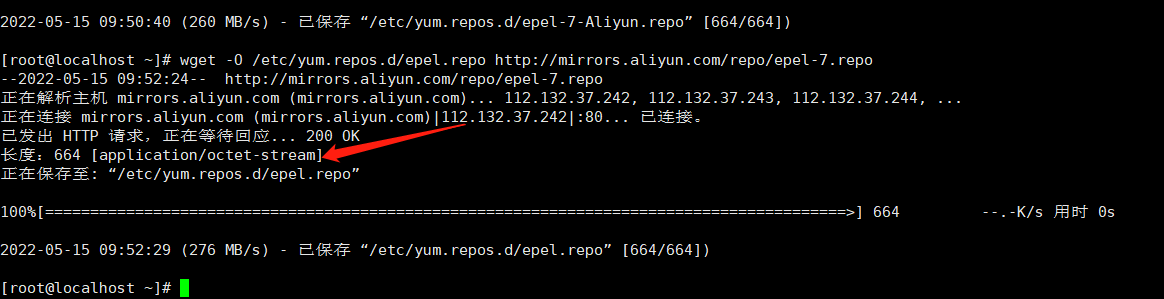 2022-05-15 09:50:40 (260 MB/s) - 已保存 “/etc/yum.repos.d/epel-7-Aliyun.repo” [664/664])
[root@localhost ~]# wget -O /etc/yum.repos.d/epel.repo http://mirrors.aliyun.com/repo/epel-7.repo
--2022-05-15 09:52:24--  http://mirrors.aliyun.com/repo/epel-7.repo
正在解析主机 mirrors.aliyun.com (mirrors.aliyun.com)... 112.132.37.242, 112.132.37.243, 112.132.37.244, ...
正在连接 mirrors.aliyun.com (mirrors.aliyun.com)|112.132.37.242|:80... 已连接。
已发出 HTTP 请求，正在等待回应... 200 OK
长度：664 [application/octet-stream]
正在保存至: “/etc/yum.repos.d/epel.repo”
100%[=========================================================================================>] 664         --.-K/s 用时 0s
2022-05-15 09:52:29 (276 MB/s) - 已保存 “/etc/yum.repos.d/epel.repo” [664/664])
[root@localhost ~]#